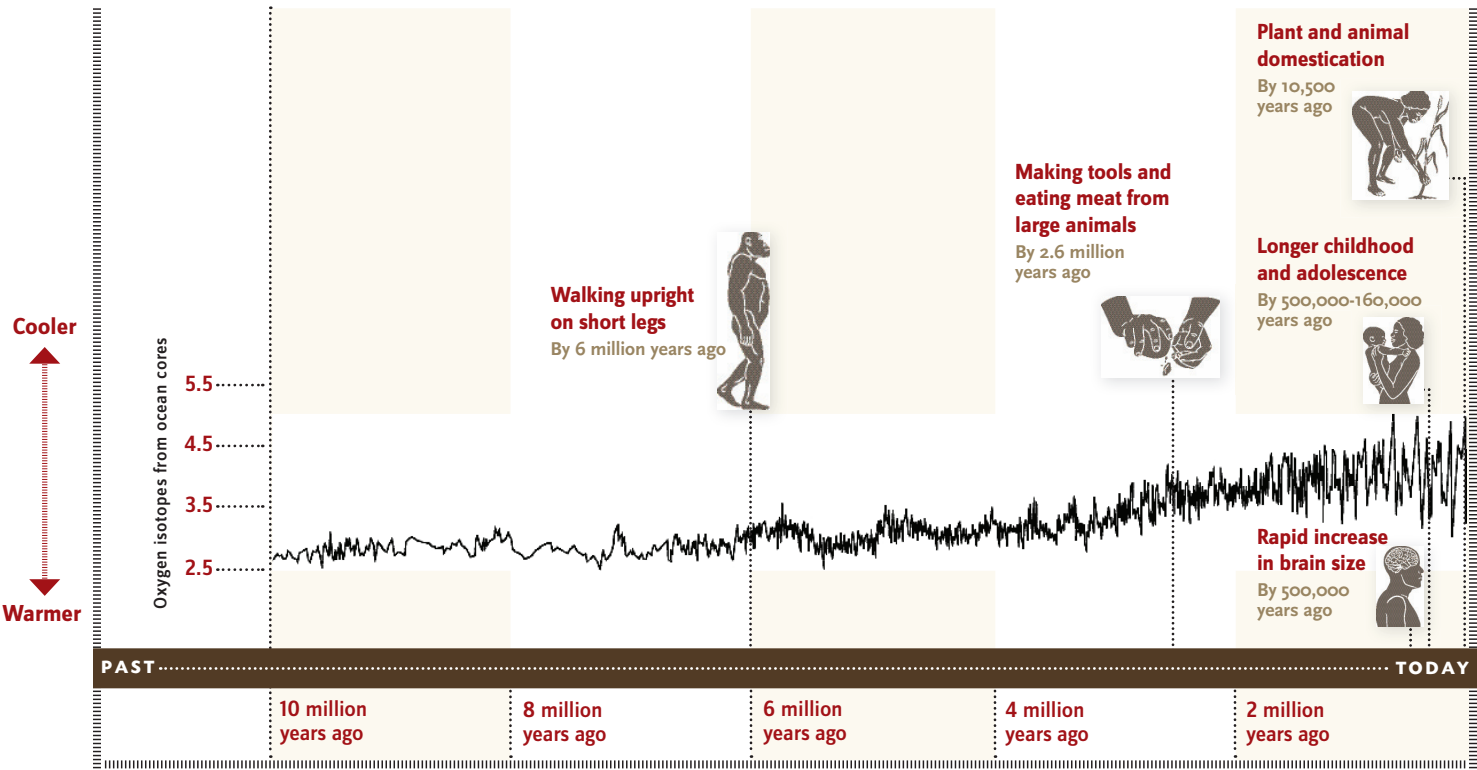 Plant and animal
domestication
By 10,500
years ago
Making tools and
eating meat from
large animals
By 2.6 million
years ago
Longer childhood
and adolescence
By 500,000-160,000
years ago
Walking upright
on short legs
By 6 million years ago
Cooler
Warmer
Oxygen isotopes from ocean cores
5.5
4.5
3.5
2.5
Rapid increase
in brain size
By 500,000
years ago
PAST
TODAY
10 million
years ago
8 million
years ago
6 million
years ago
4 million
years ago
2 million
years ago